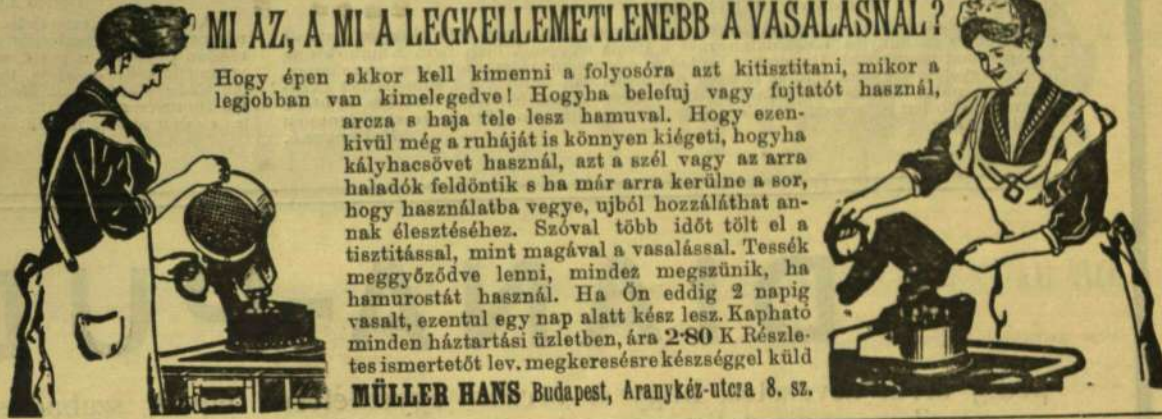 MI AZ, A MI A LEGKELLEMETLENEBB A VASALASNAL?
Hogy épen akkor kell kimenni a folyosóra azt kitisztitani, mikor a
legjobban van kimelegedve! Hogyha belefuj vagy fujtatót használ,
arcza s haja tele lesz hamuval. Hogy ezen-
kivül még a ruháját is könnyen kiégeti, hogyha
kályhacsövet használ, azt a szél vagy az arra
haladók feldöntik s ha már arra kerülne a sor,
hogy használatba vegye, ujból hozzáláthat an-
nak élesztéséhez. Szóval több időt tölt el a
tisztitással, mint magával a vasalással. Tessék
meggyőződve lenni, mindez megszünik, ha
hamurostát használ. Ha Ön eddig 2 napig
vasalt, ezentul egy nap alatt kész lesz. Kapható
minden háztartási üzletben, ára 2·80 K Részle-
tes ismertetőt lev. megkeresésre készséggel küld
MÜLLER HANS Budapest, Aranykéz-utcza 8. sz.